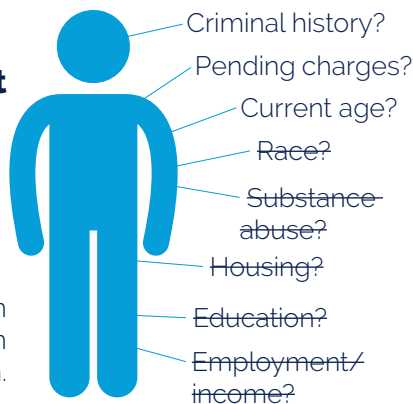 Criminal history?
Pending charges?
t
Current age?
Race?
Substance
abuse?
Housing?
n
Education?
n
Employment/
.
income?